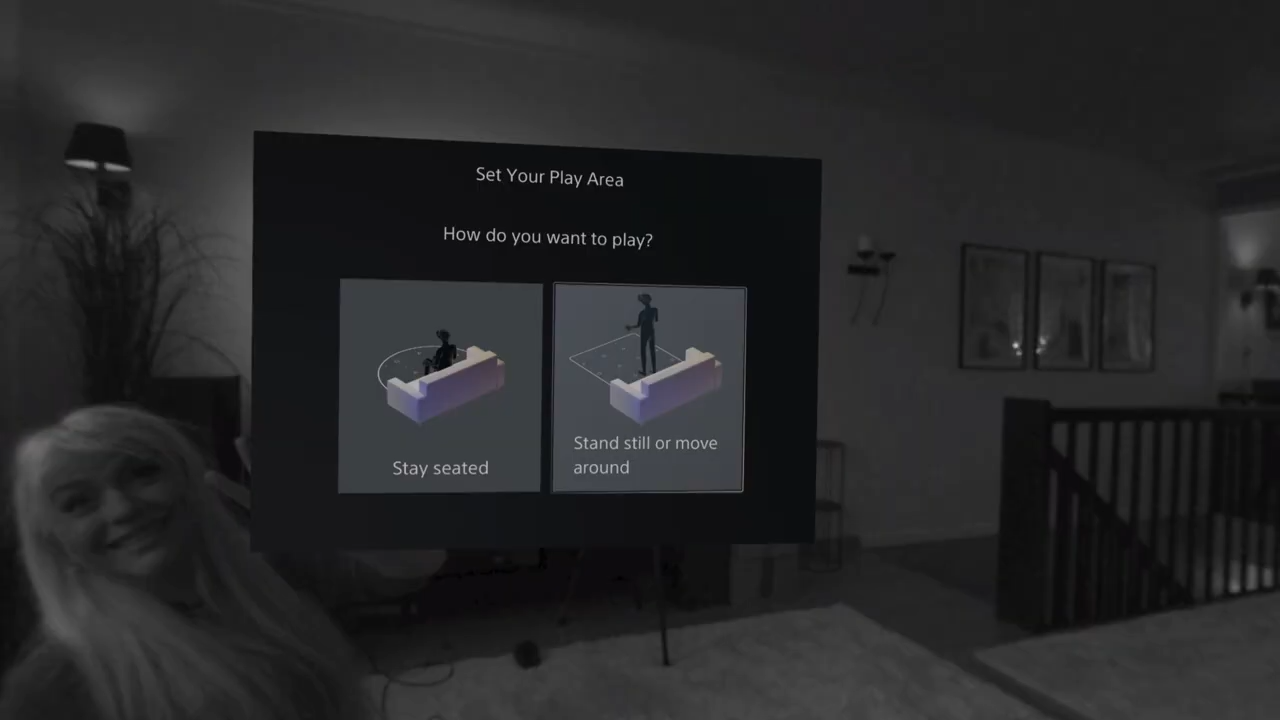 Set Your Play Area
How do you want to play?
Stay seated
Stand still or move
around